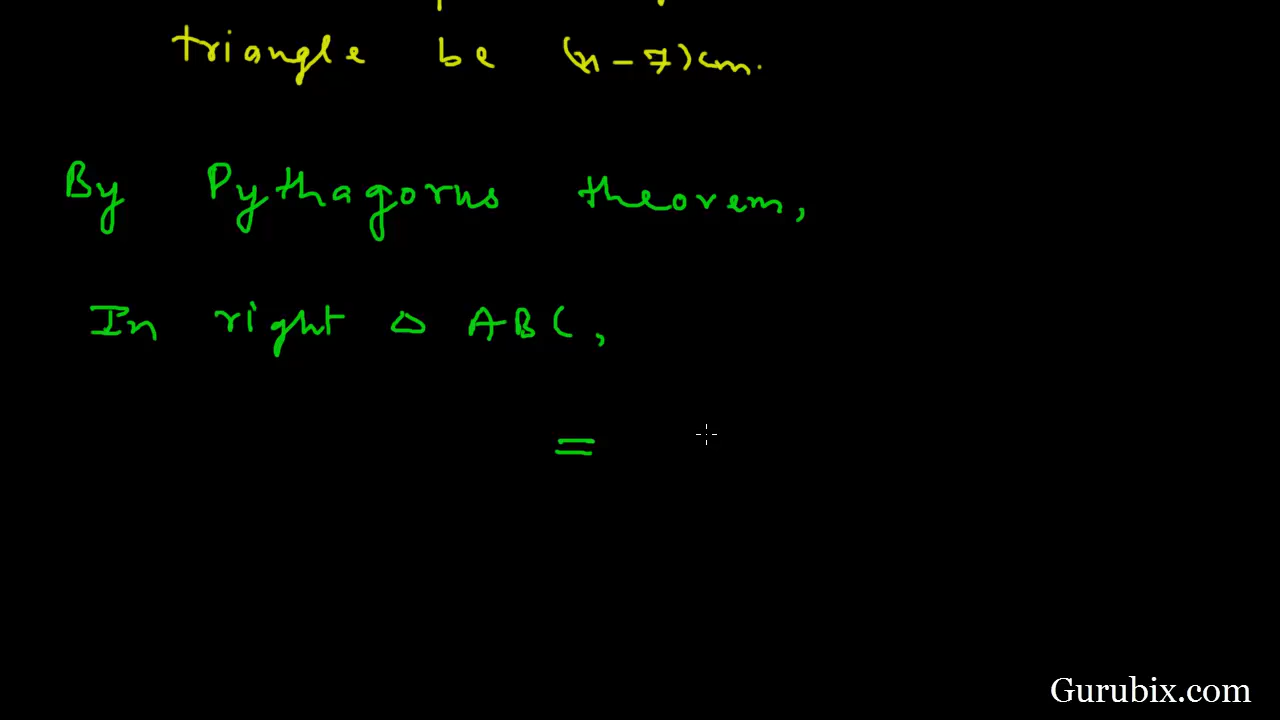 triangle be (x - 7) cm.
By Pythagorus theorem,
In right △ ABC,
=
Gurubix.com